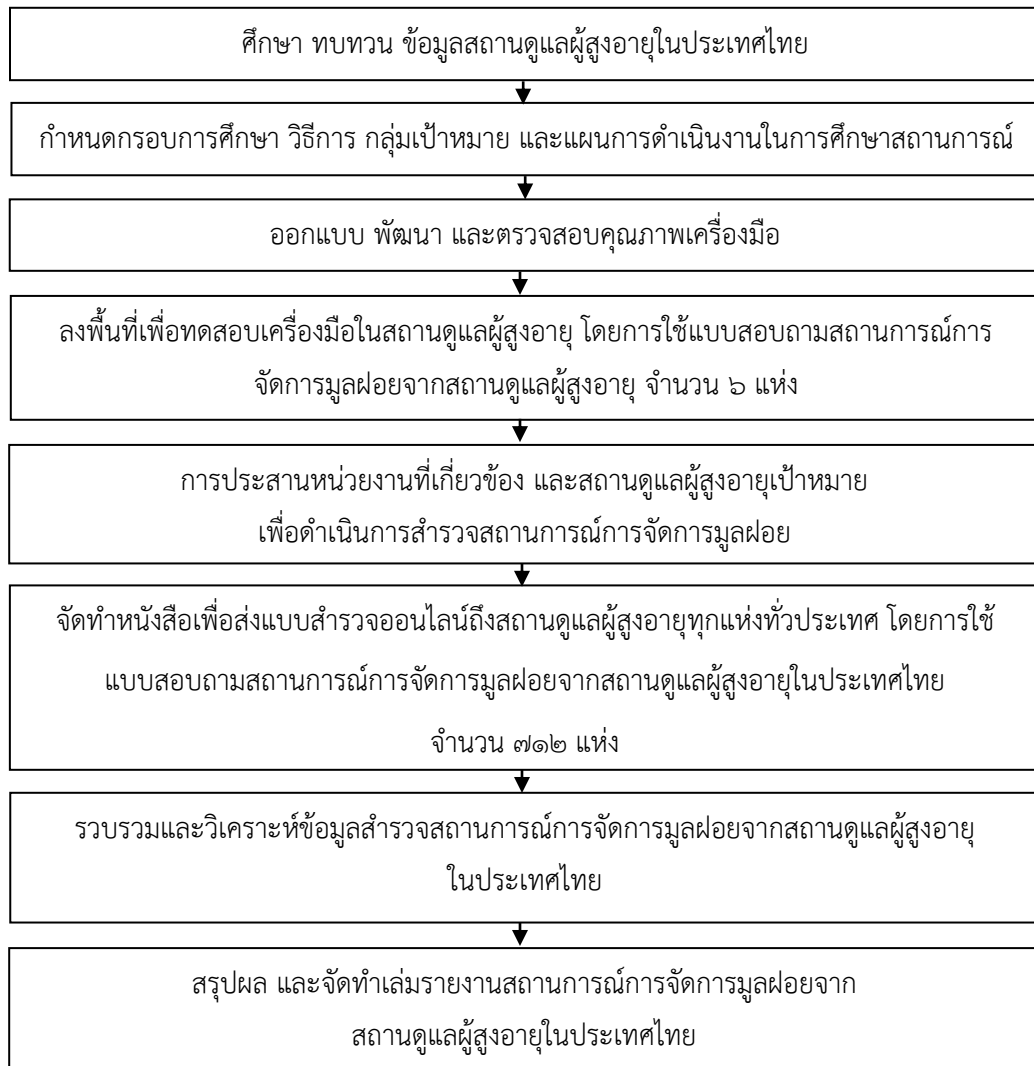 ศึกษา ทบทวน ข้อมูลสถานดูแลผู้สูงอายุในประเทศไทย
กำหนดกรอบการศึกษา วิธีการ กลุ่มเป้าหมาย และแผนการดำเนินงานในการศึกษาสถานการณ์
ออกแบบ พัฒนา และตรวจสอบคุณภาพเครื่องมือ
ลงพื้นที่เพื่อทดสอบเครื่องมือในสถานดูแลผู้สูงอายุ โดยการใช้แบบสอบถามสถานการณ์การ
จัดการมูลฝอยจากสถานดูแลผู้สูงอายุ จำนวน ๖ แห่ง
การประสานหน่วยงานที่เกี่ยวข้อง และสถานดูแลผู้สูงอายุเป้าหมาย
เพื่อดำเนินการสำรวจสถานการณ์การจัดการมูลฝอย
จัดทำหนังสือเพื่อส่งแบบสำรวจออนไลน์ถึงสถานดูแลผู้สูงอายุทุกแห่งทั่วประเทศ โดยการใช้
แบบสอบถามสถานการณ์การจัดการมูลฝอยจากสถานดูแลผู้สูงอายุในประเทศไทย
จำนวน ๗๑๒ แห่ง
รวบรวมและวิเคราะห์ข้อมูลสำรวจสถานการณ์การจัดการมูลฝอยจากสถานดูแลผู้สูงอายุ
ในประเทศไทย
สรุปผล และจัดทำเล่มรายงานสถานการณ์การจัดการมูลฝอยจาก
สถานดูแลผู้สูงอายุในประเทศไทย